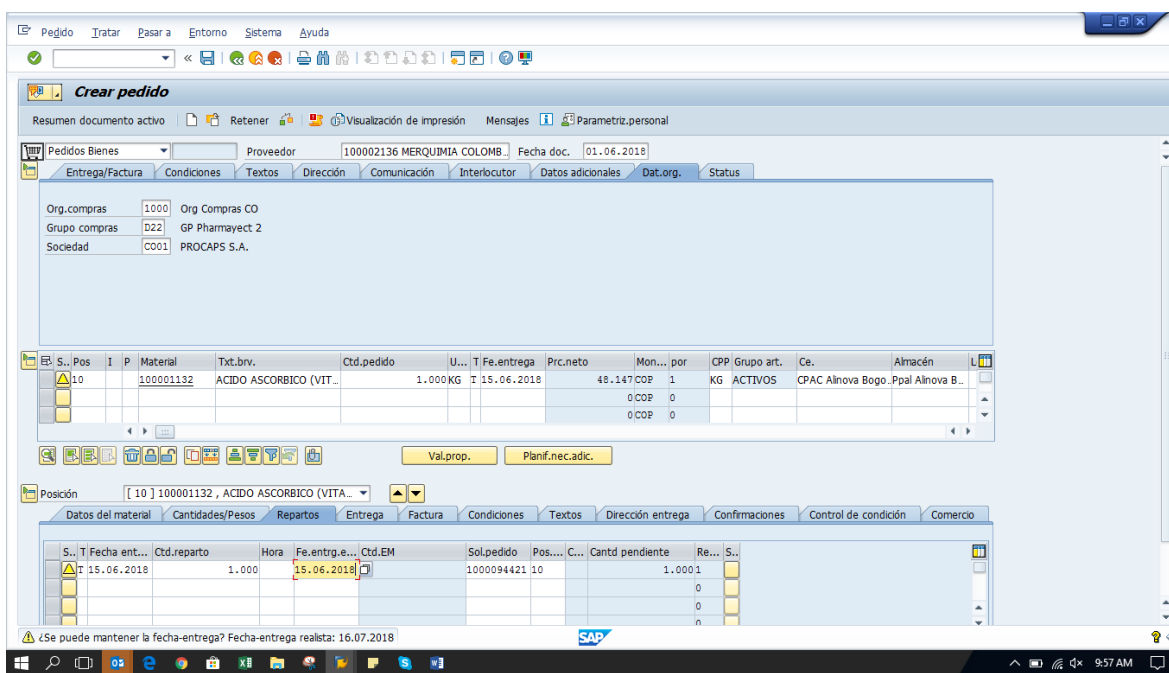 Pedido Tratar Pasar a Entorno Sistema Ayuda
Crear pedido
Resumen documento activo Retener Visualización de impresión Mensajes Parametriz.personal
Pedidos Bienes Proveedor 100002136 MERQUIMIA COLOMB.. Fecha doc. 01.06.2018
Entrega/Factura Condiciones Textos Dirección Comunicación Interlocutor Datos adicionales Dat.org. Status
Org.compras 1000 Org Compras CO
Grupo compras D22 GP Pharmayect 2
Sociedad CO01 PROCAPS S.A.
S.. Pos I P Material Txt.brv. Ctd.pedido U... T Fe.entrega Prc.neto Mon... por CPP Grupo art. Ce. Almacén L
10 100001132 ACIDO ASCORBICO (VIT... 1.000 KG T 15.06.2018 48.147 COP 1 KG ACTIVOS CPAC Alinova Bogo.. Ppal Alinova B...
0 COP 0
0 COP 0
Val.prop. Planif.nec.adic.
Posición [ 10 ] 100001132 , ACIDO ASCORBICO (VITA...
Datos del material Cantidades/Pesos Repartos Entrega Factura Condiciones Textos Dirección entrega Confirmaciones Control de condición Comercio
S.. T Fecha ent... Ctd.reparto Hora Fe.entrg.e... Ctd.EM Sol.pedido Pos.... C... Cantd pendiente Re... S..
T 15.06.2018 1.000 15.06.2018 1000094421 10 1.000 1
0
0
0
¿Se puede mantener la fecha-entrega? Fecha-entrega realista: 16.07.2018 SAP
9:57 AM